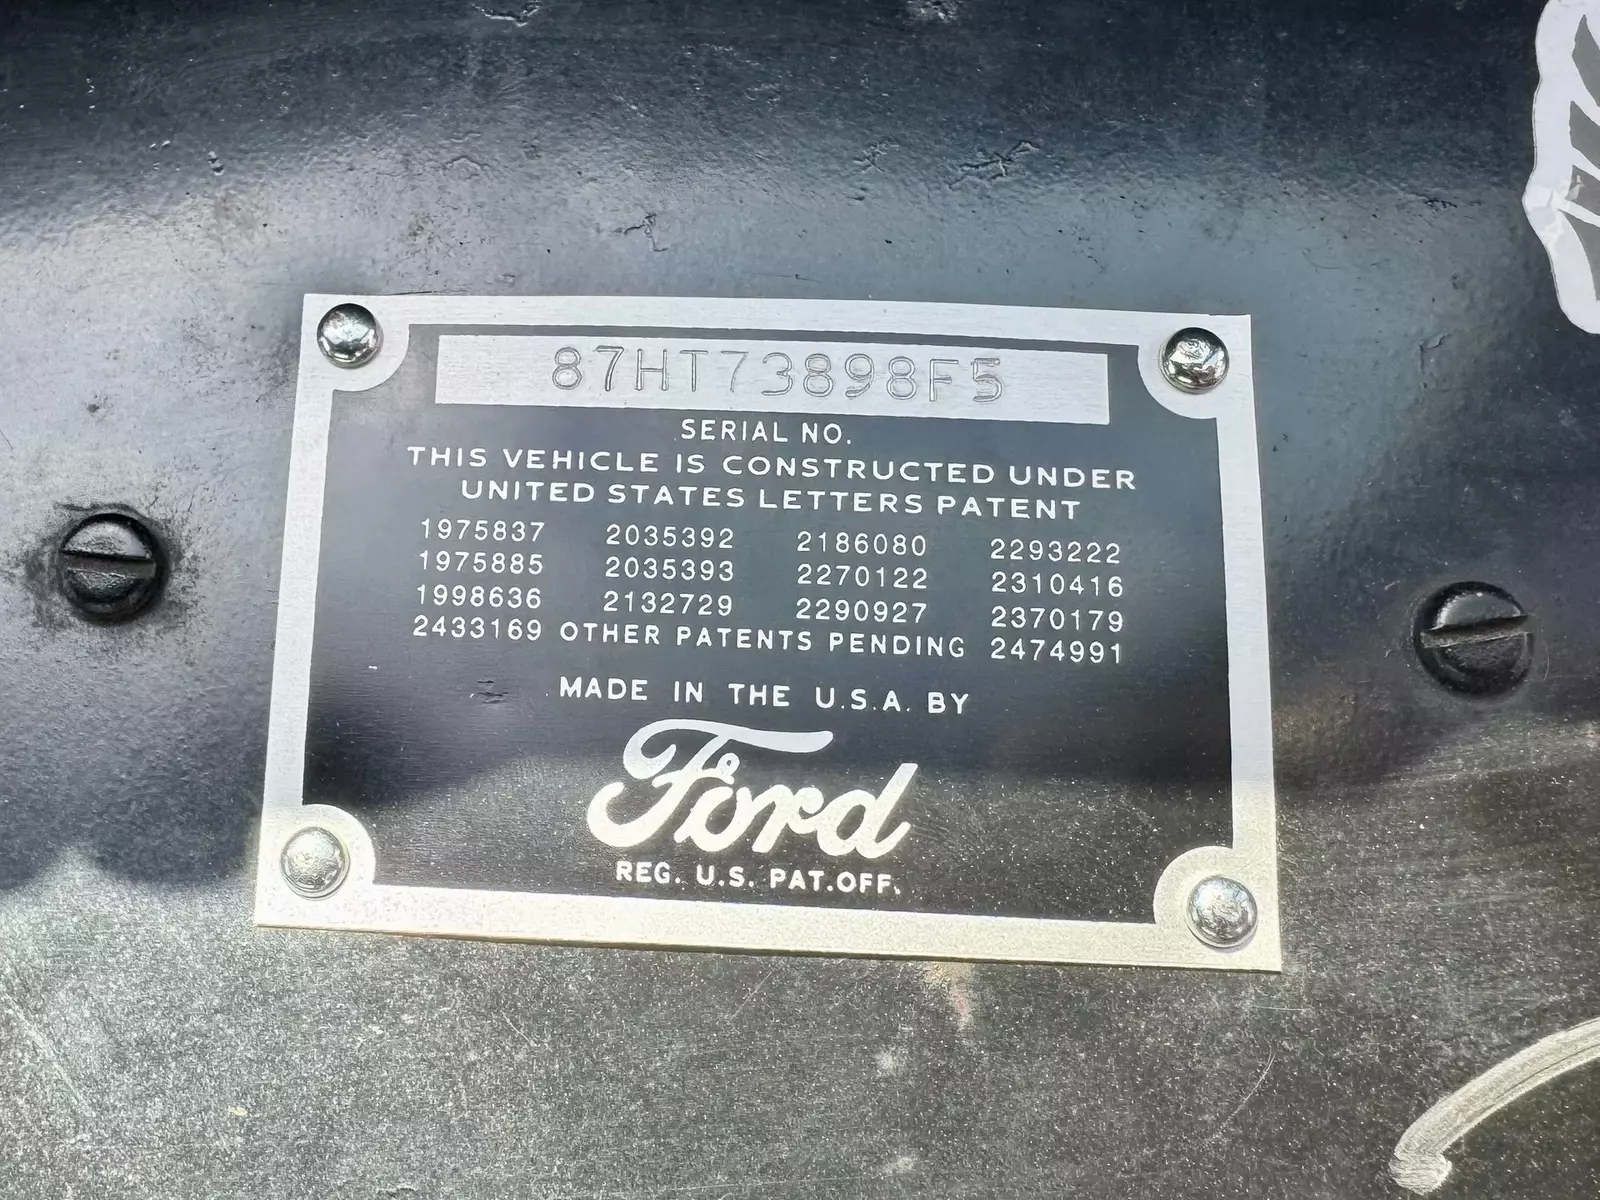 87HT73898F5
SERIAL NO.
THIS VEHICLE IS CONSTRUCTED UNDER
UNITED STATES LETTERS PATENT
1975837 2035392 2186080 2293222
1975885 2035393 2270122 2310416
1998636 2132729 2290927 2370179
2433169 OTHER PATENTS PENDING 2474991
MADE IN THE U.S.A. BY
Ford
REG. U.S. PAT.OFF.